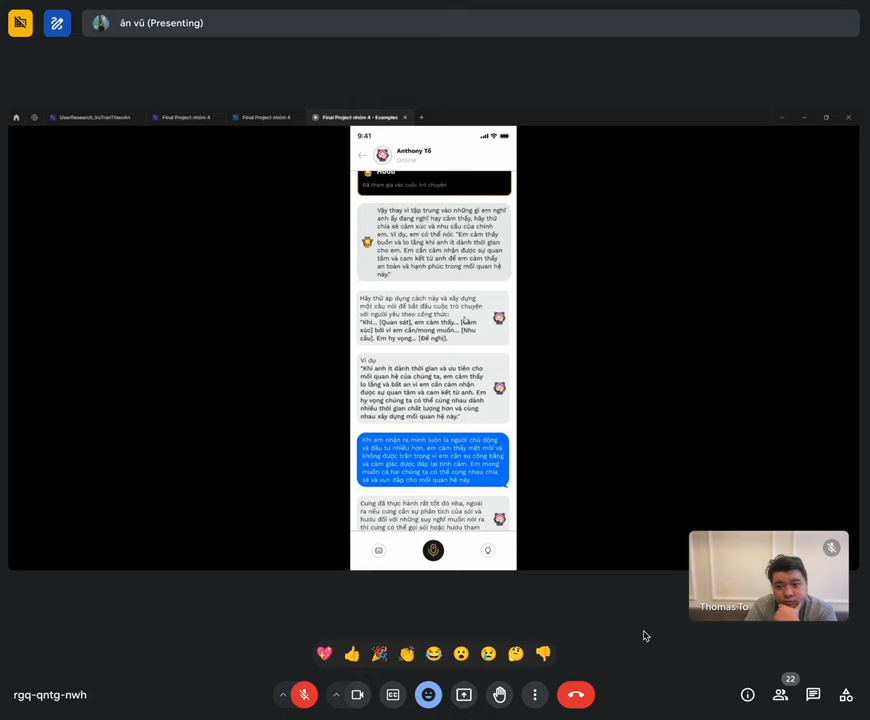 ân vũ (Presenting)
UserResearch_VuTranThienAn
Final Project nhóm 4
Final Project nhóm 4
Final Project nhóm 4 - Examples
9:41
Anthony Tố
Online
Hươu
Đã tham gia vào cuộc trò chuyện
Vậy thay vì tập trung vào những gì em nghĩ
anh ấy đang nghĩ hay cảm thấy, hãy thử
chia sẻ cảm xúc và nhu cầu của chính
em. Ví dụ, em có thể nói: "Em cảm thấy
buồn và lo lắng khi anh ít dành thời gian
cho em. Em cần cảm nhận được sự quan
tâm và cam kết từ anh để em cảm thấy
an toàn và hạnh phúc trong mối quan hệ
này."
Hãy thử áp dụng cách này và xây dựng
một câu nói để bắt đầu cuộc trò chuyện
với người yêu theo công thức:
"Khi... [Quan sát], em cảm thấy... [Cảm
xúc] bởi vì em cần/mong muốn... [Nhu
cầu]. Em hy vọng... [Đề nghị].
Ví dụ
"Khi anh ít dành thời gian và ưu tiên cho
mối quan hệ của chúng ta, em cảm thấy
lo lắng và bất an vì em cần cảm nhận
được sự quan tâm và cam kết từ anh. Em
hy vọng chúng ta có thể cùng nhau dành
nhiều thời gian chất lượng hơn và cùng
nhau xây dựng mối quan hệ này."
Khi em nhận ra mình luôn là người chủ động
và đầu tư nhiều hơn, em cảm thấy mệt mỏi và
không được trân trọng vì em cần sự công bằng
và cảm giác được đáp lại tình cảm. Em mong
muốn cả hai chúng ta có thể cùng nhau chia
sẻ và vun đắp cho mối quan hệ này.
Cưng đã thực hành rất tốt đó nha, ngoài
ra nếu cưng cần sự phân tích của sói và
hươu đối với những suy nghĩ muốn nói ra
thì cưng có thể gọi sói hoặc hươu tham
Thomas To
rgq-qntg-nwh
22